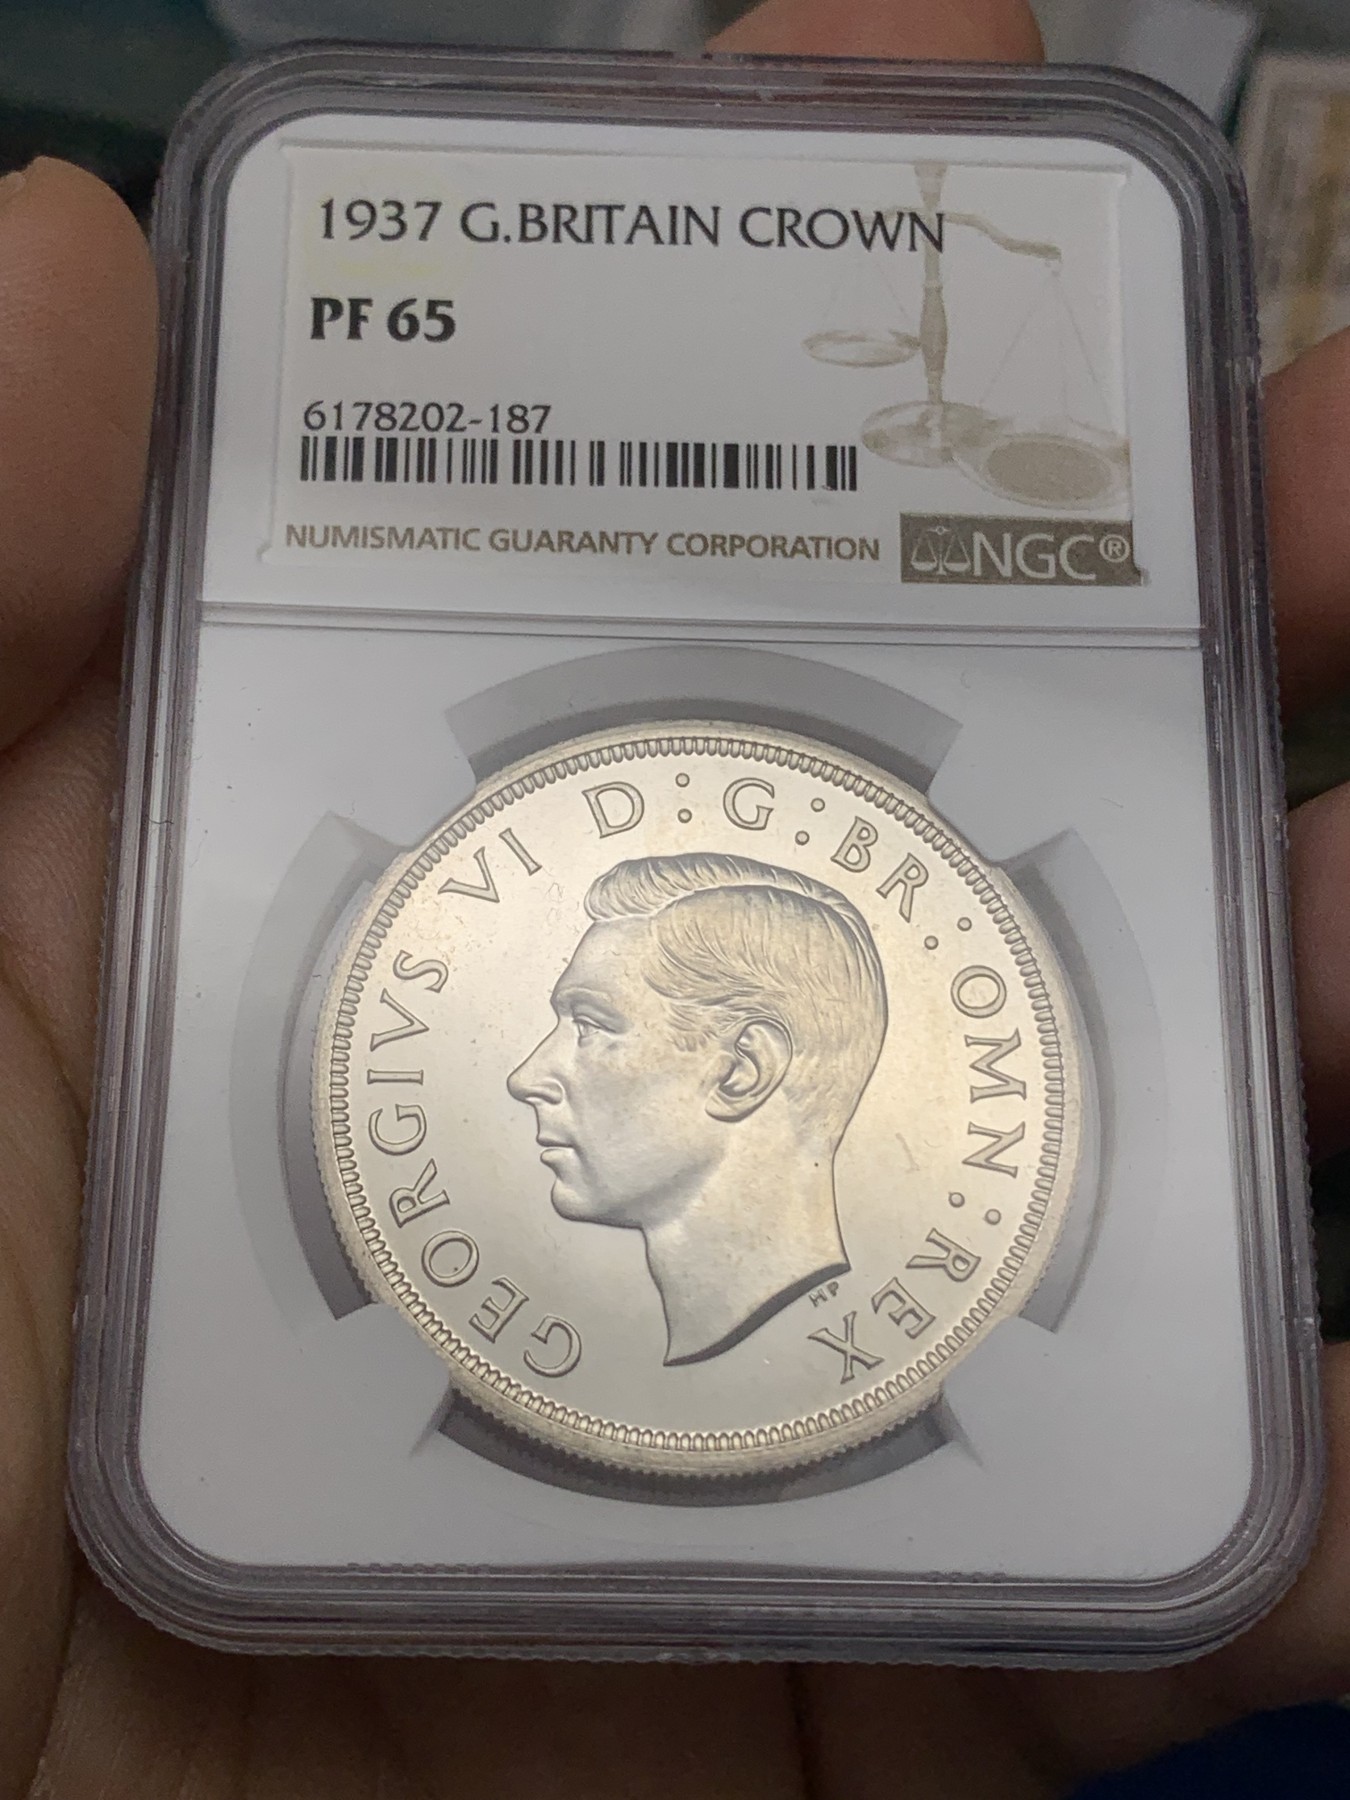 1937 G.BRITAIN CROWN
PF 65
6178202-187
NUMISMATIC GUARANTY CORPORATION
NGC®
GEORGIVS VI D:G:BR:OMN:REX
HP